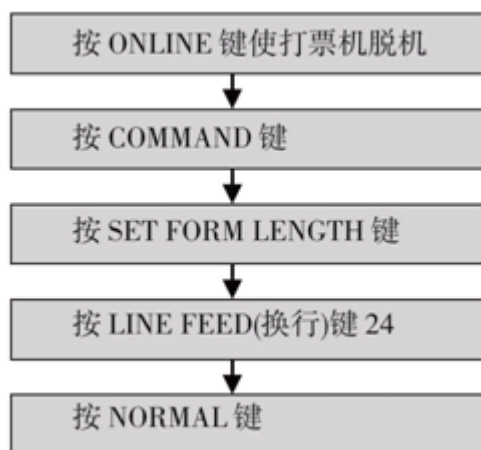 按 ONLINE 键使打票机脱机
按 COMMAND 键
按 SET FORM LENGTH 键
按 LINE FEED(换行)键 24
按 NORMAL 键